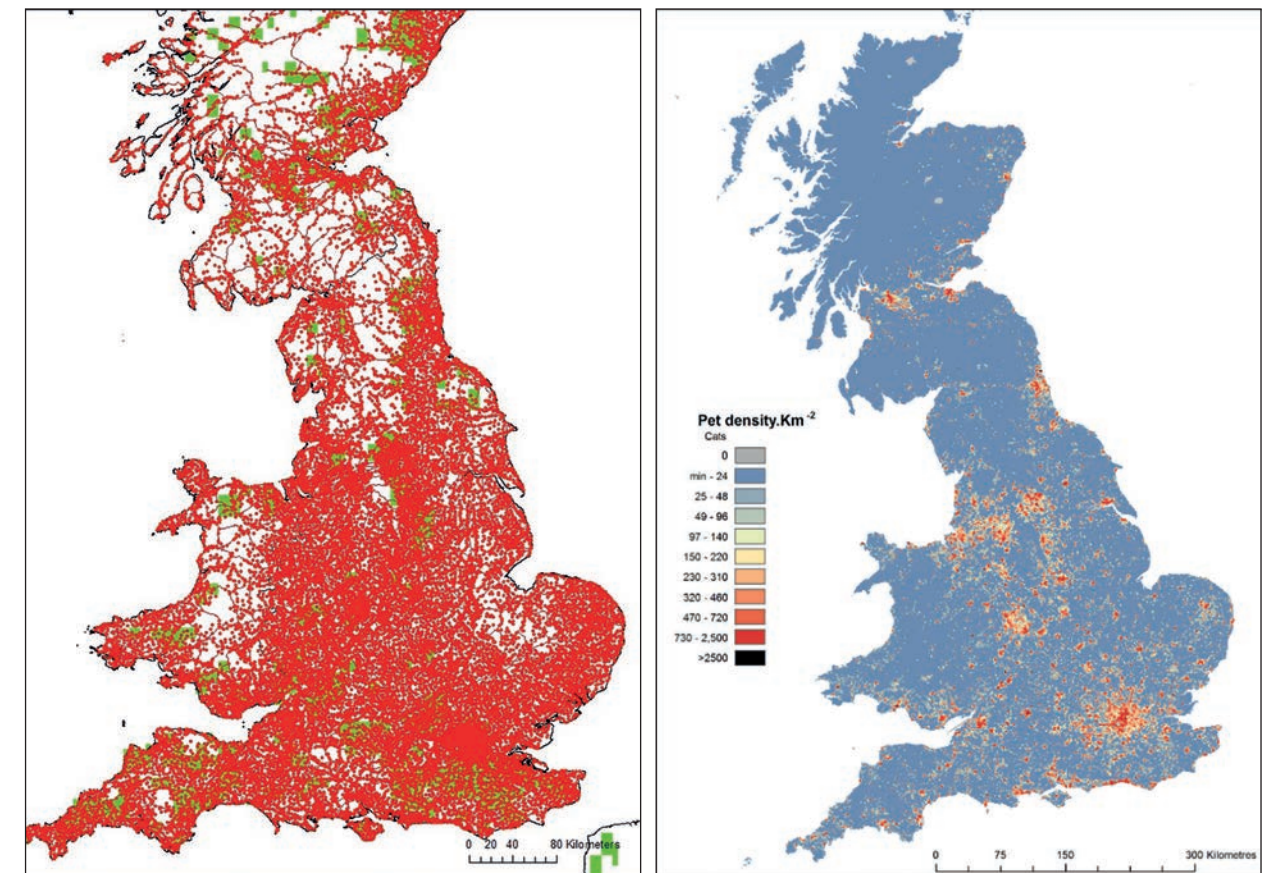 0 20 40 80 Kilometers
Pet density.Km-2
Cats
0
min - 24
25 - 48
49 - 96
97 - 140
150 - 220
230 - 310
320 - 460
470 - 720
730 - 2,500
>2500
0 75 150 300 Kilometres